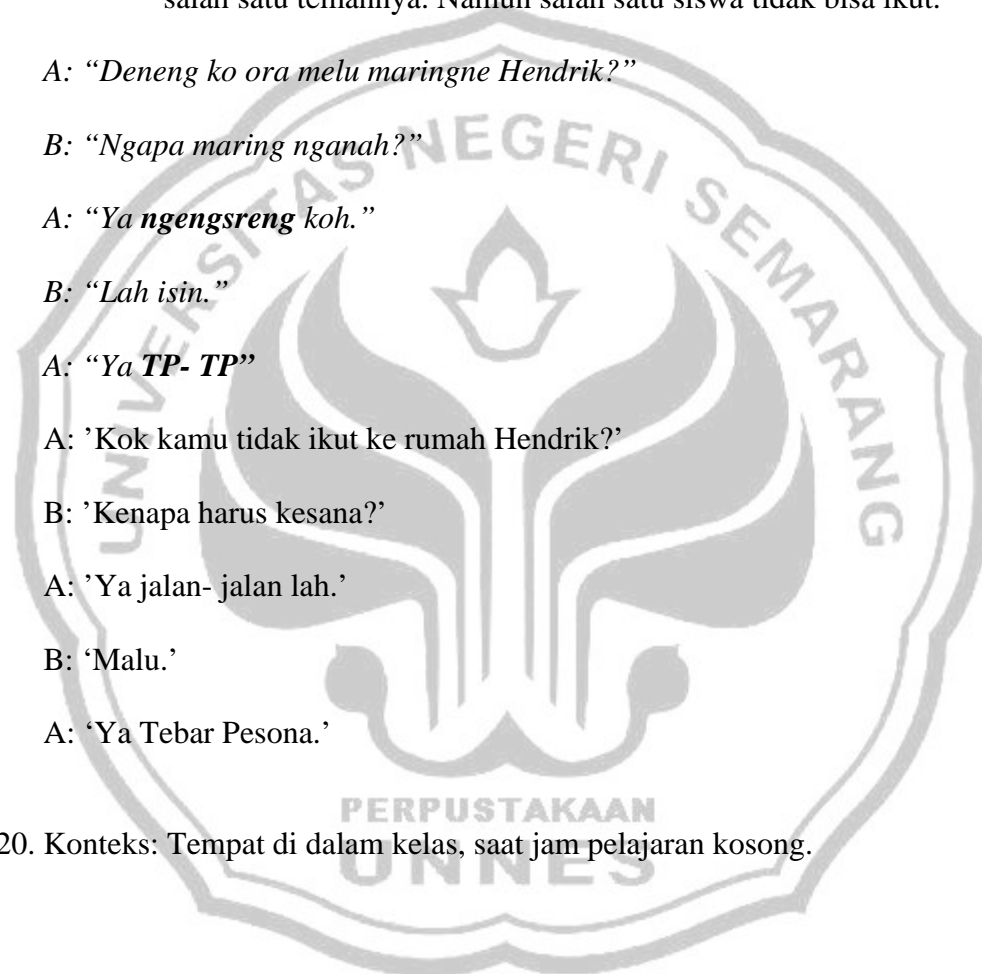 salah satu temannya. Namun salah satu siswa tidak bisa ikut.
A: “Deneng ko ora melu maringne Hendrik?”
B: “Ngapa maring nganah?”
A: “Ya ngengsreng koh.”
B: “Lah isin.”
A: “Ya TP- TP”
A: ’Kok kamu tidak ikut ke rumah Hendrik?’
B: ’Kenapa harus kesana?’
A: ’Ya jalan- jalan lah.’
B: ‘Malu.’
A: ‘Ya Tebar Pesona.’
20. Konteks: Tempat di dalam kelas, saat jam pelajaran kosong.
UNIVERSITAS NEGERI SEMARANG
PERPUSTAKAAN
UNNES